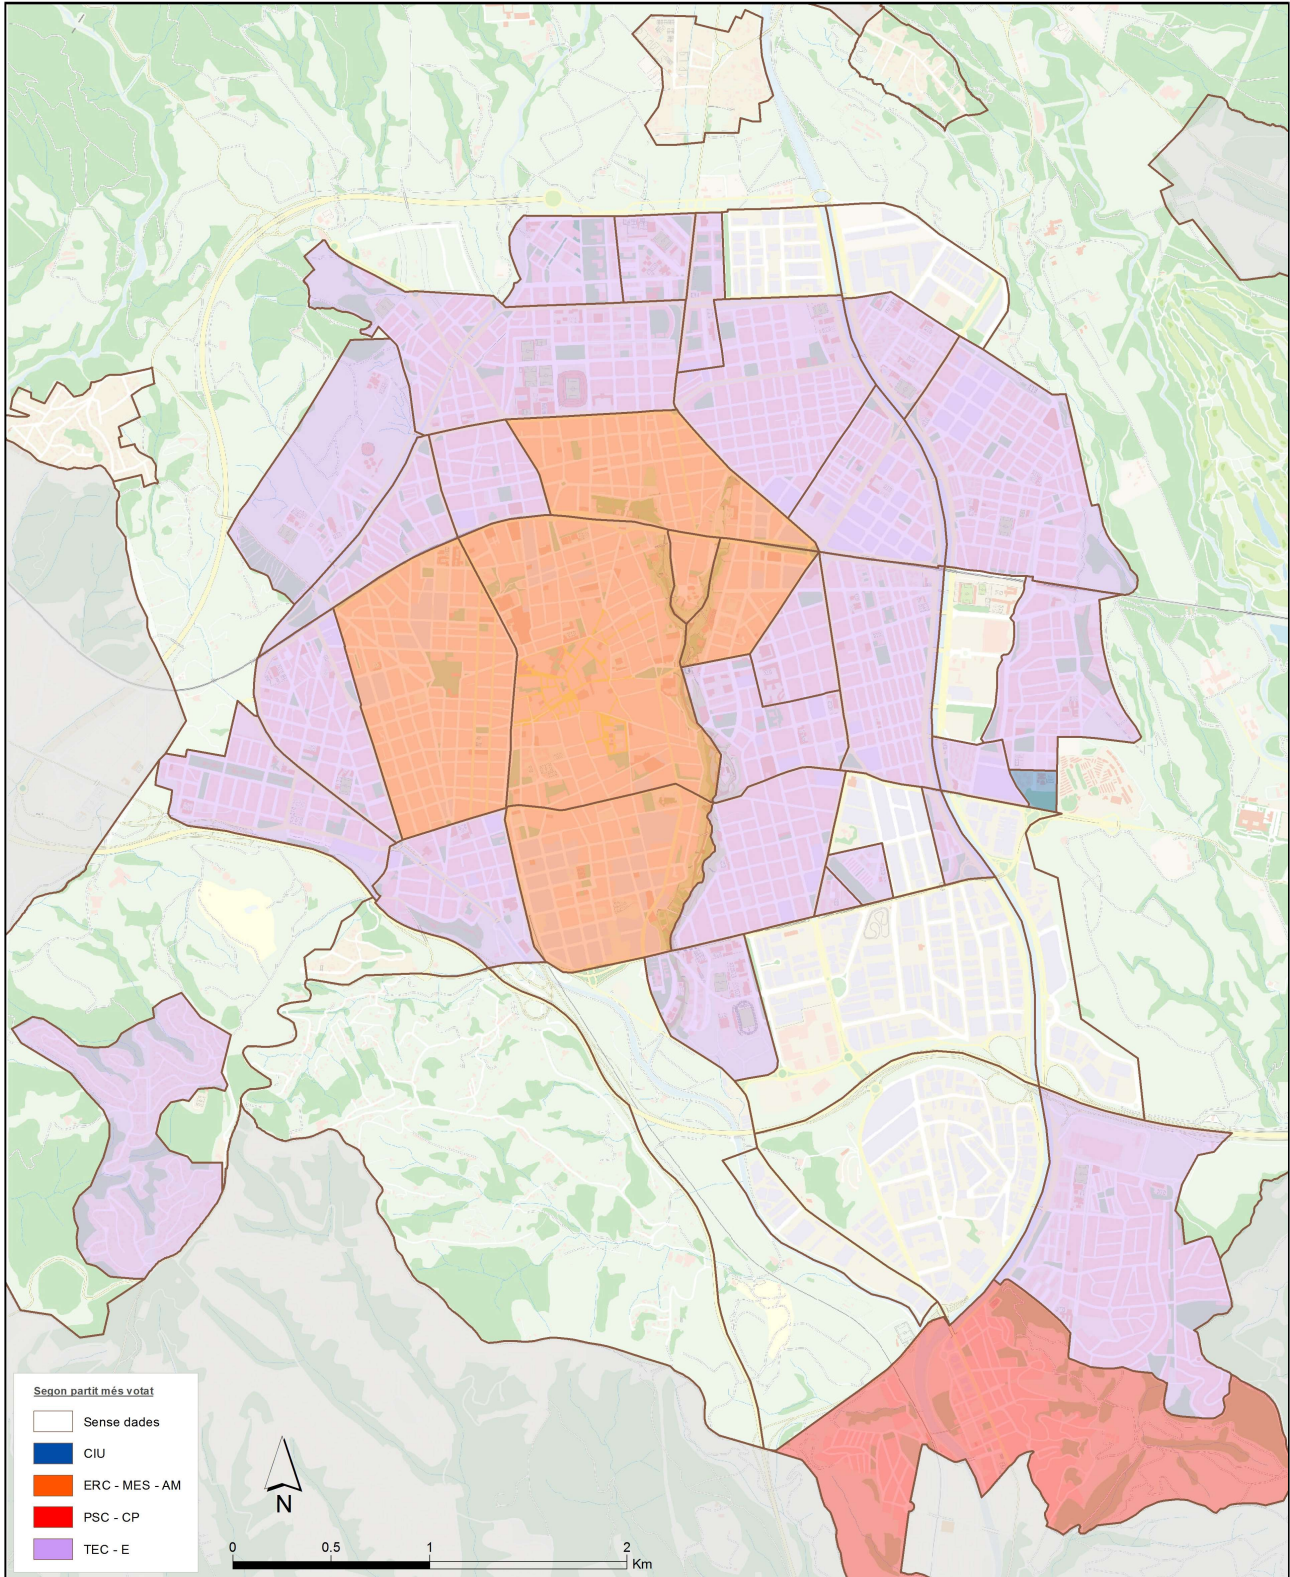 Segon partit més votat
Sense dades
CIU
ERC - MES - AM
PSC - CP
TEC - E
N
0 0.5 1 2
Km